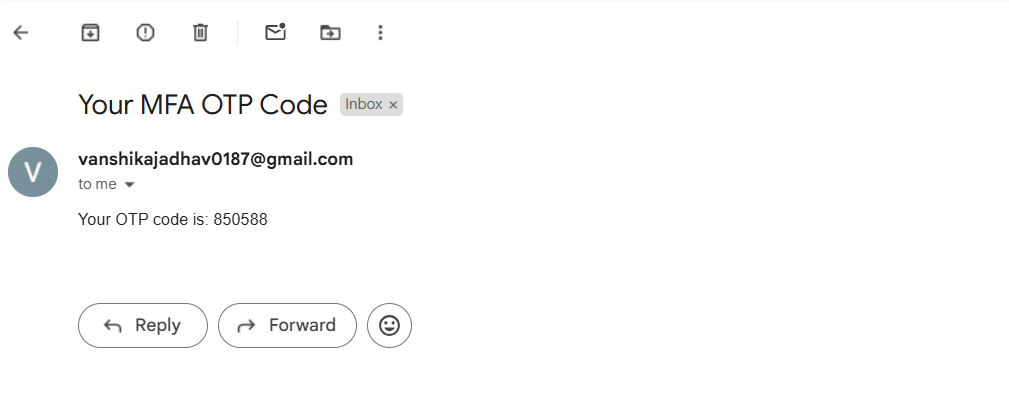 Your MFA OTP Code Inbox ×
V
vanshikajadhav0187@gmail.com
to me
Your OTP code is: 850588
Reply Forward